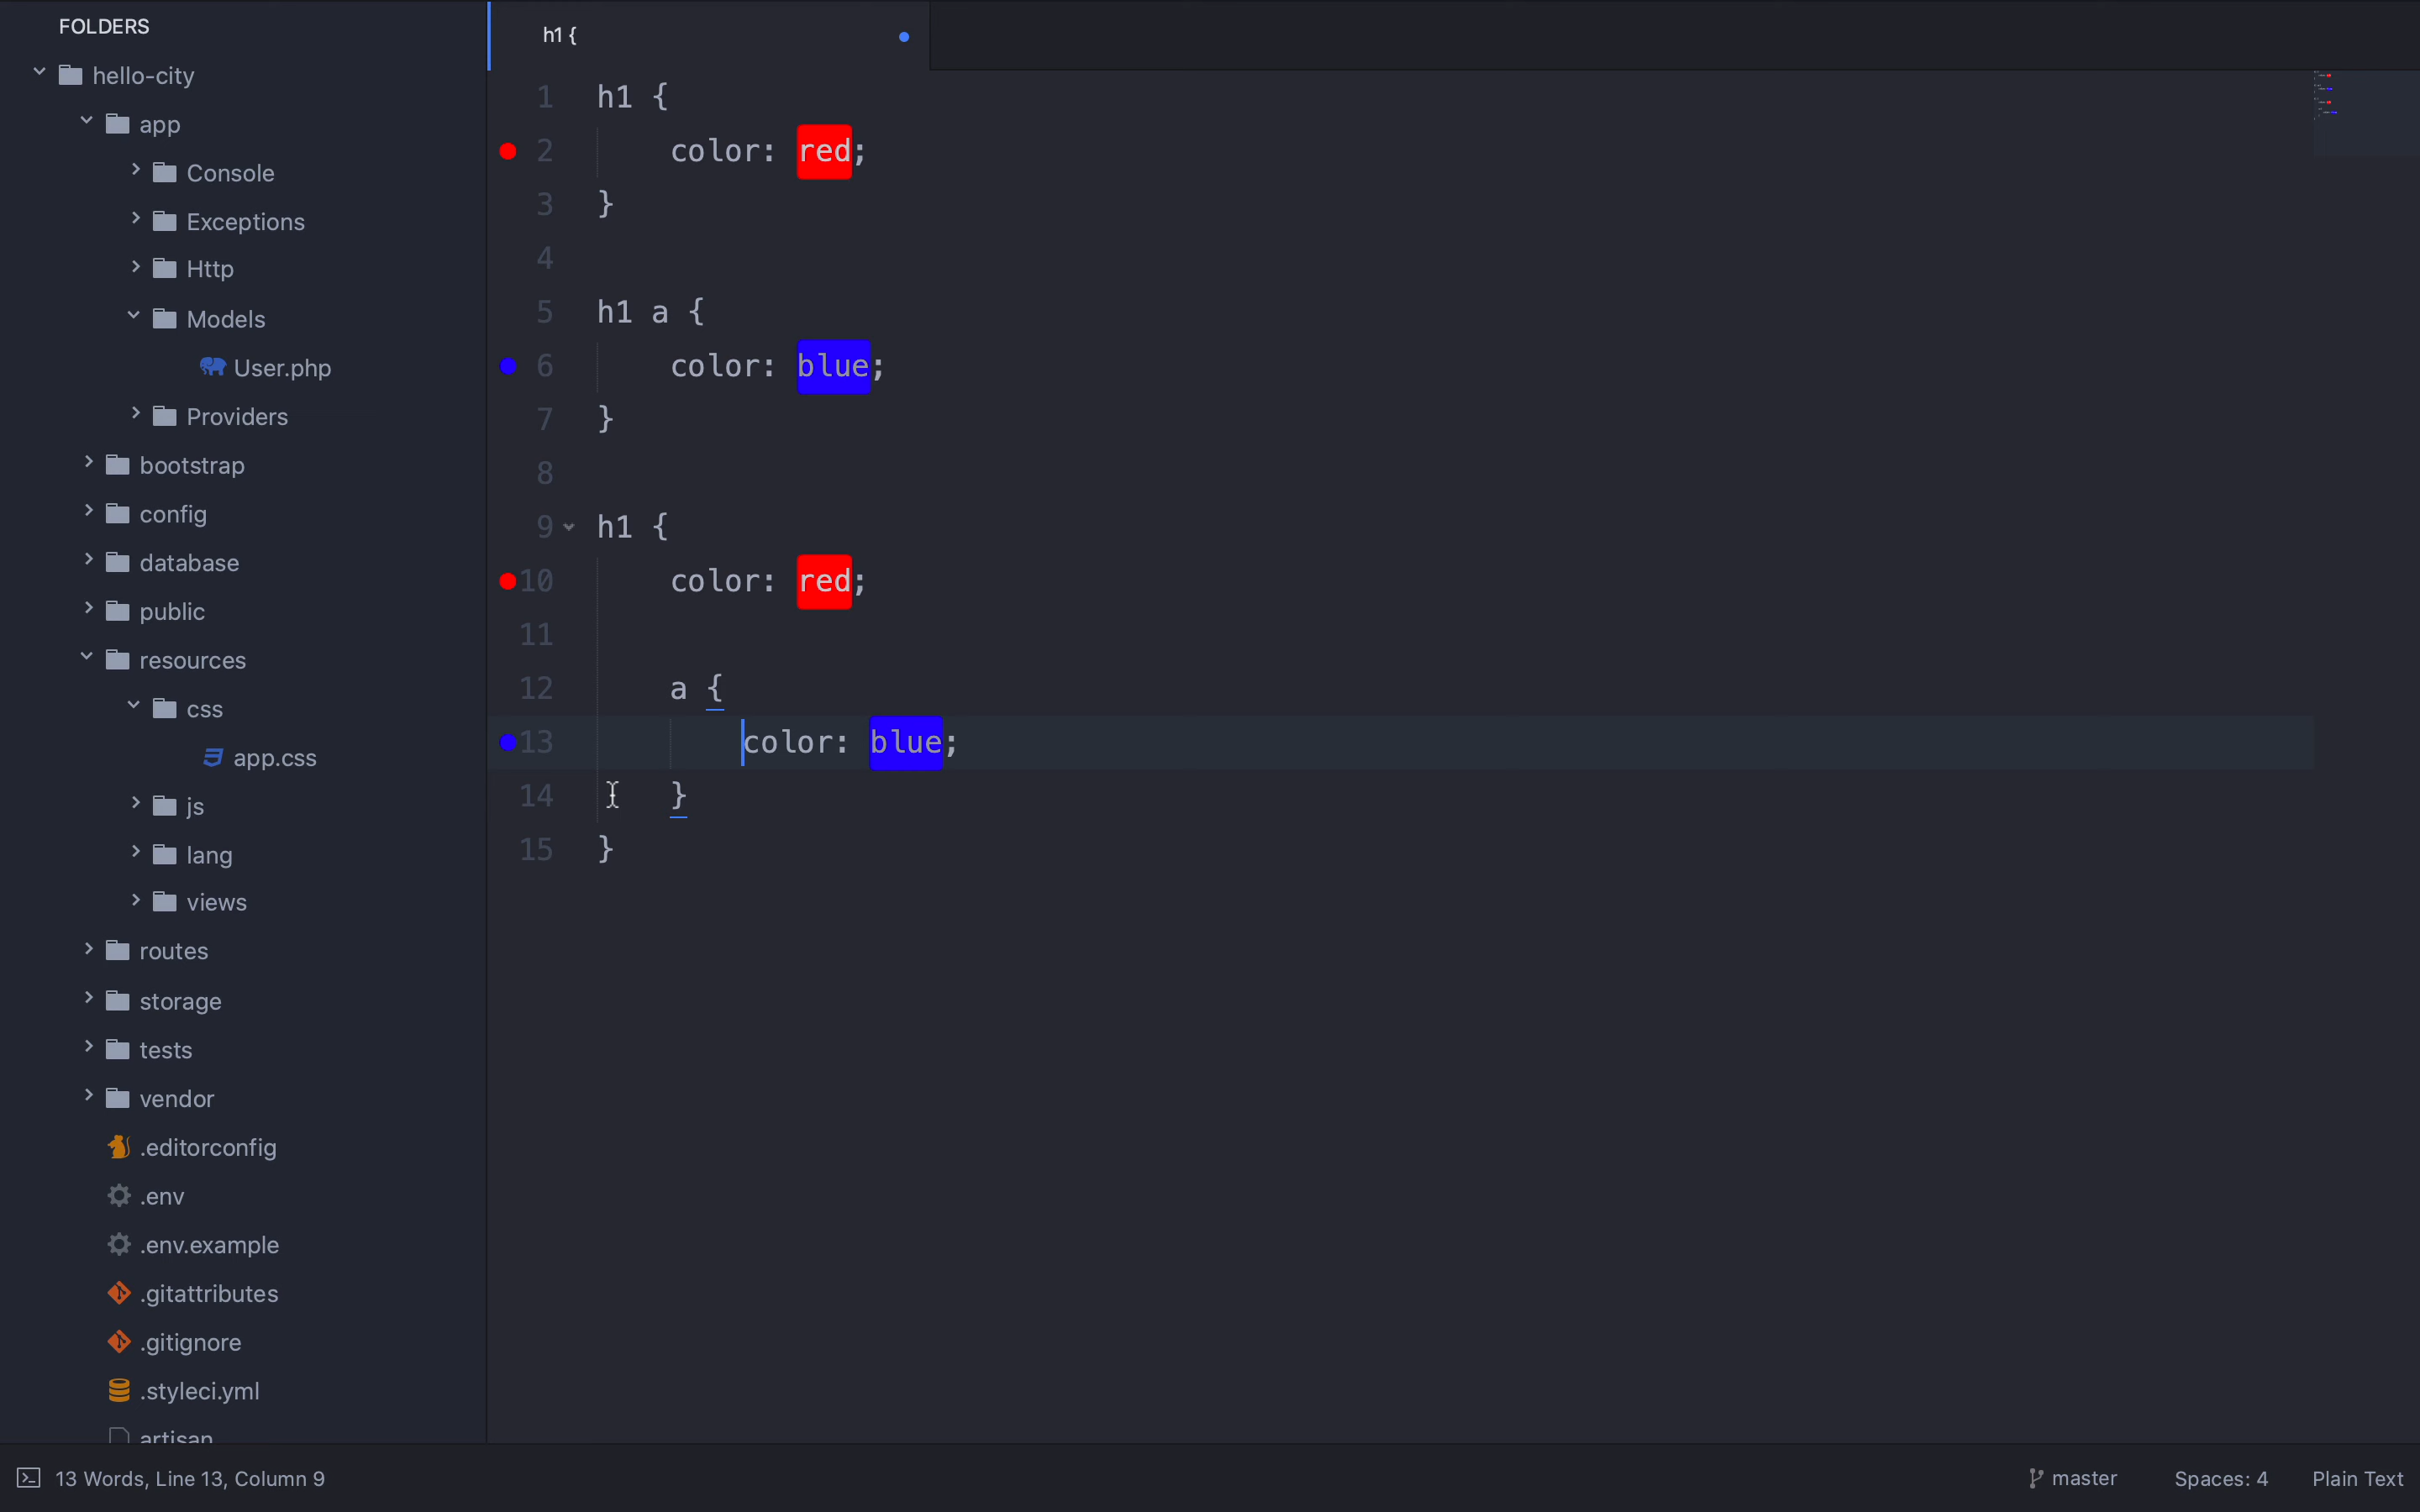 FOLDERS
hello-city
app
Console
Exceptions
Http
Models
User.php
Providers
bootstrap
config
database
public
resources
css
app.css
js
lang
views
routes
storage
tests
vendor
.editorconfig
.env
.env.example
.gitattributes
.gitignore
.styleci.yml
artisan
h1 {
1 h1 {
2 color: red;
3 }
4
5 h1 a {
6 color: blue;
7 }
8
9 h1 {
10 color: red;
11
12 a {
13 color: blue;
14 }
15 }
13 Words, Line 13, Column 9
master
Spaces: 4
Plain Text